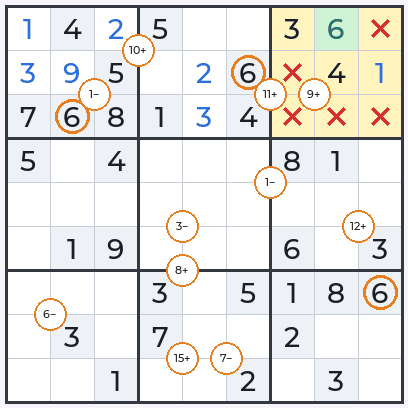 1 4 2 5 3 6 ×
10+
3 9 5 2 6 × 4 1
1− 11+ 9+
7 6 8 1 3 4 × × ×
5 4 8 1
1−
3− 12+
1 9 6 3
8+
3 5 1 8 6
6−
3 7 2
15+ 7−
1 2 3